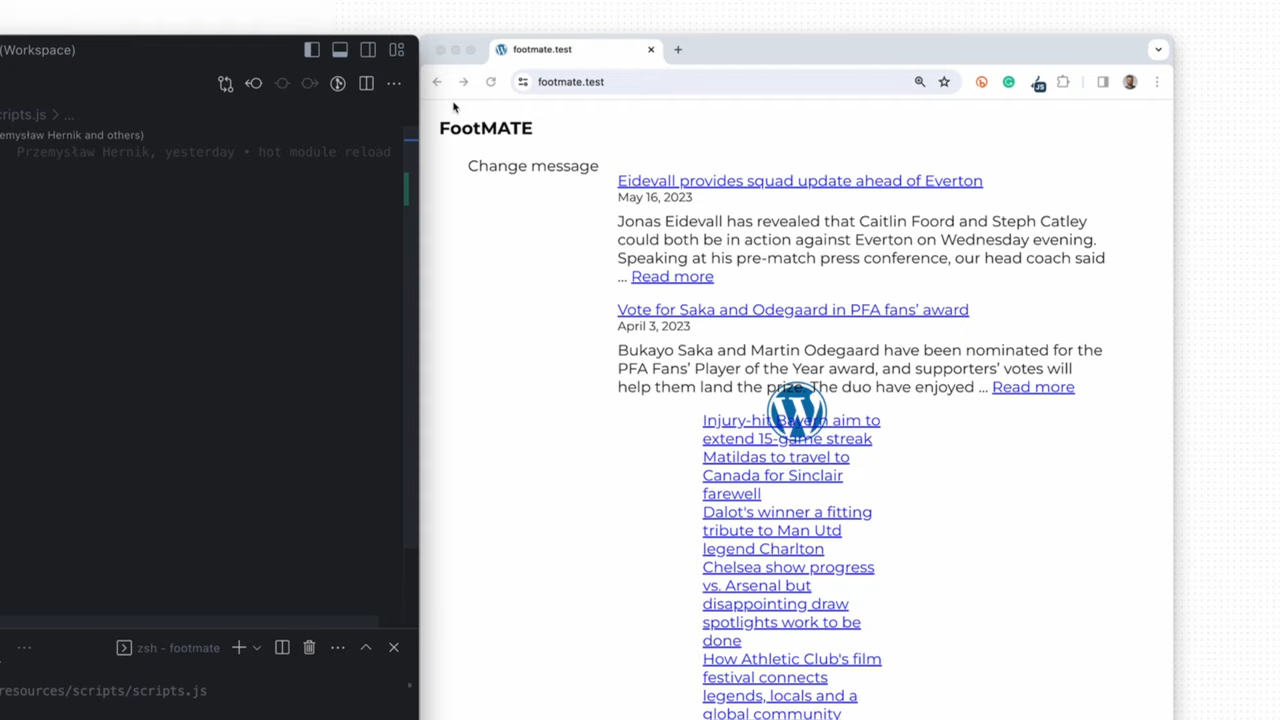 (Workspace)
cripts.js > ...
emysław Hernik and others)
Przemysław Hernik, yesterday • hot module reload
zsh - footmate
resources/scripts/scripts.js
footmate.test
footmate.test
JS
FootMATE
Change message
Eidevall provides squad update ahead of Everton
May 16, 2023
Jonas Eidevall has revealed that Caitlin Foord and Steph Catley
could both be in action against Everton on Wednesday evening.
Speaking at his pre-match press conference, our head coach said
... Read more
Vote for Saka and Odegaard in PFA fans’ award
April 3, 2023
Bukayo Saka and Martin Odegaard have been nominated for the
PFA Fans’ Player of the Year award, and supporters’ votes will
help them land the prize. The duo have enjoyed ... Read more
Injury-hit Bayern aim to
extend 15-game streak
Matildas to travel to
Canada for Sinclair
farewell
Dalot's winner a fitting
tribute to Man Utd
legend Charlton
Chelsea show progress
vs. Arsenal but
disappointing draw
spotlights work to be
done
How Athletic Club's film
festival connects
legends, locals and a
global community